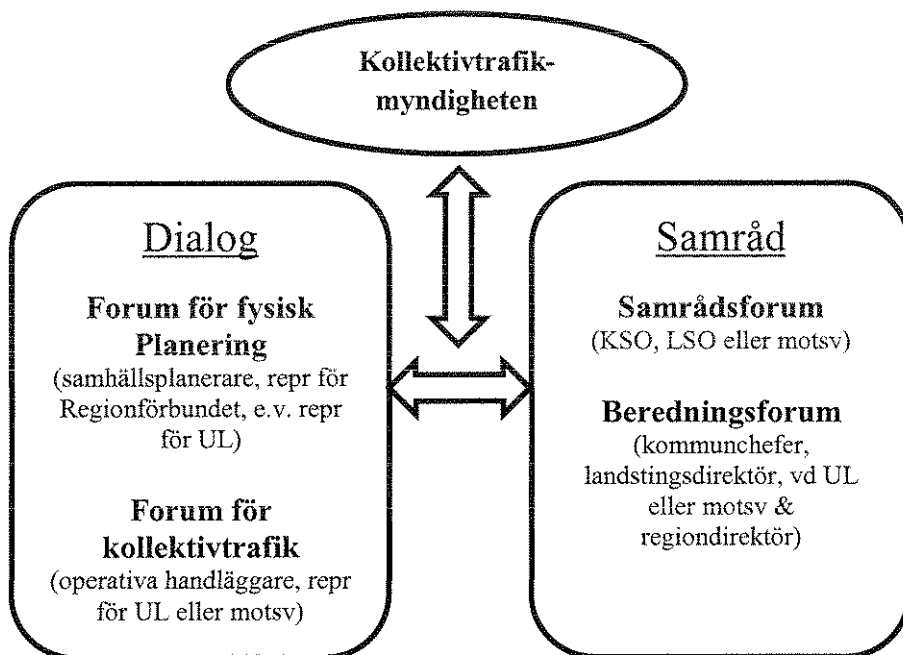 Kollektivtrafik-
myndigheten
Dialog
Forum för fysisk
Planering
(samhällsplanerare, repr för
Regionförbundet, e.v. repr
för UL)
Forum för
kollektivtrafik
(operativa handläggare, repr
för UL eller motsv)
Samråd
Samrådsforum
(KSO, LSO eller motsv)
Beredningsforum
(kommunchefer,
landstingsdirektör, vd UL
eller motsv &
regiondirektör)